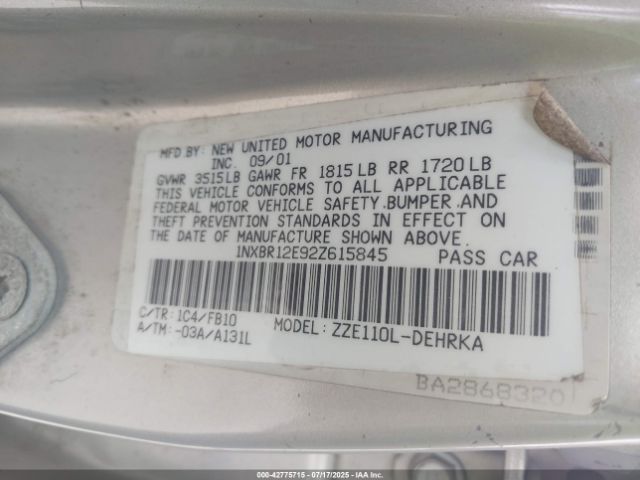 MFD.BY: NEW UNITED MOTOR MANUFACTURING
INC. 09/01
GVWR 3515LB GAWR FR 1815LB RR 1720LB
THIS VEHICLE CONFORMS TO ALL APPLICABLE
FEDERAL MOTOR VEHICLE SAFETY,BUMPER,AND
THEFT PREVENTION STANDARDS IN EFFECT ON
THE DATE OF MANUFACTURE SHOWN ABOVE.
1NXBR12E92Z615845 PASS CAR
C/TR: 1C4/FB10
A/TM: -03A/A131L MODEL: ZZE110L-DEHRKA
BA2868320
000-42775715 - 07/17/2025 - IAAI.COM